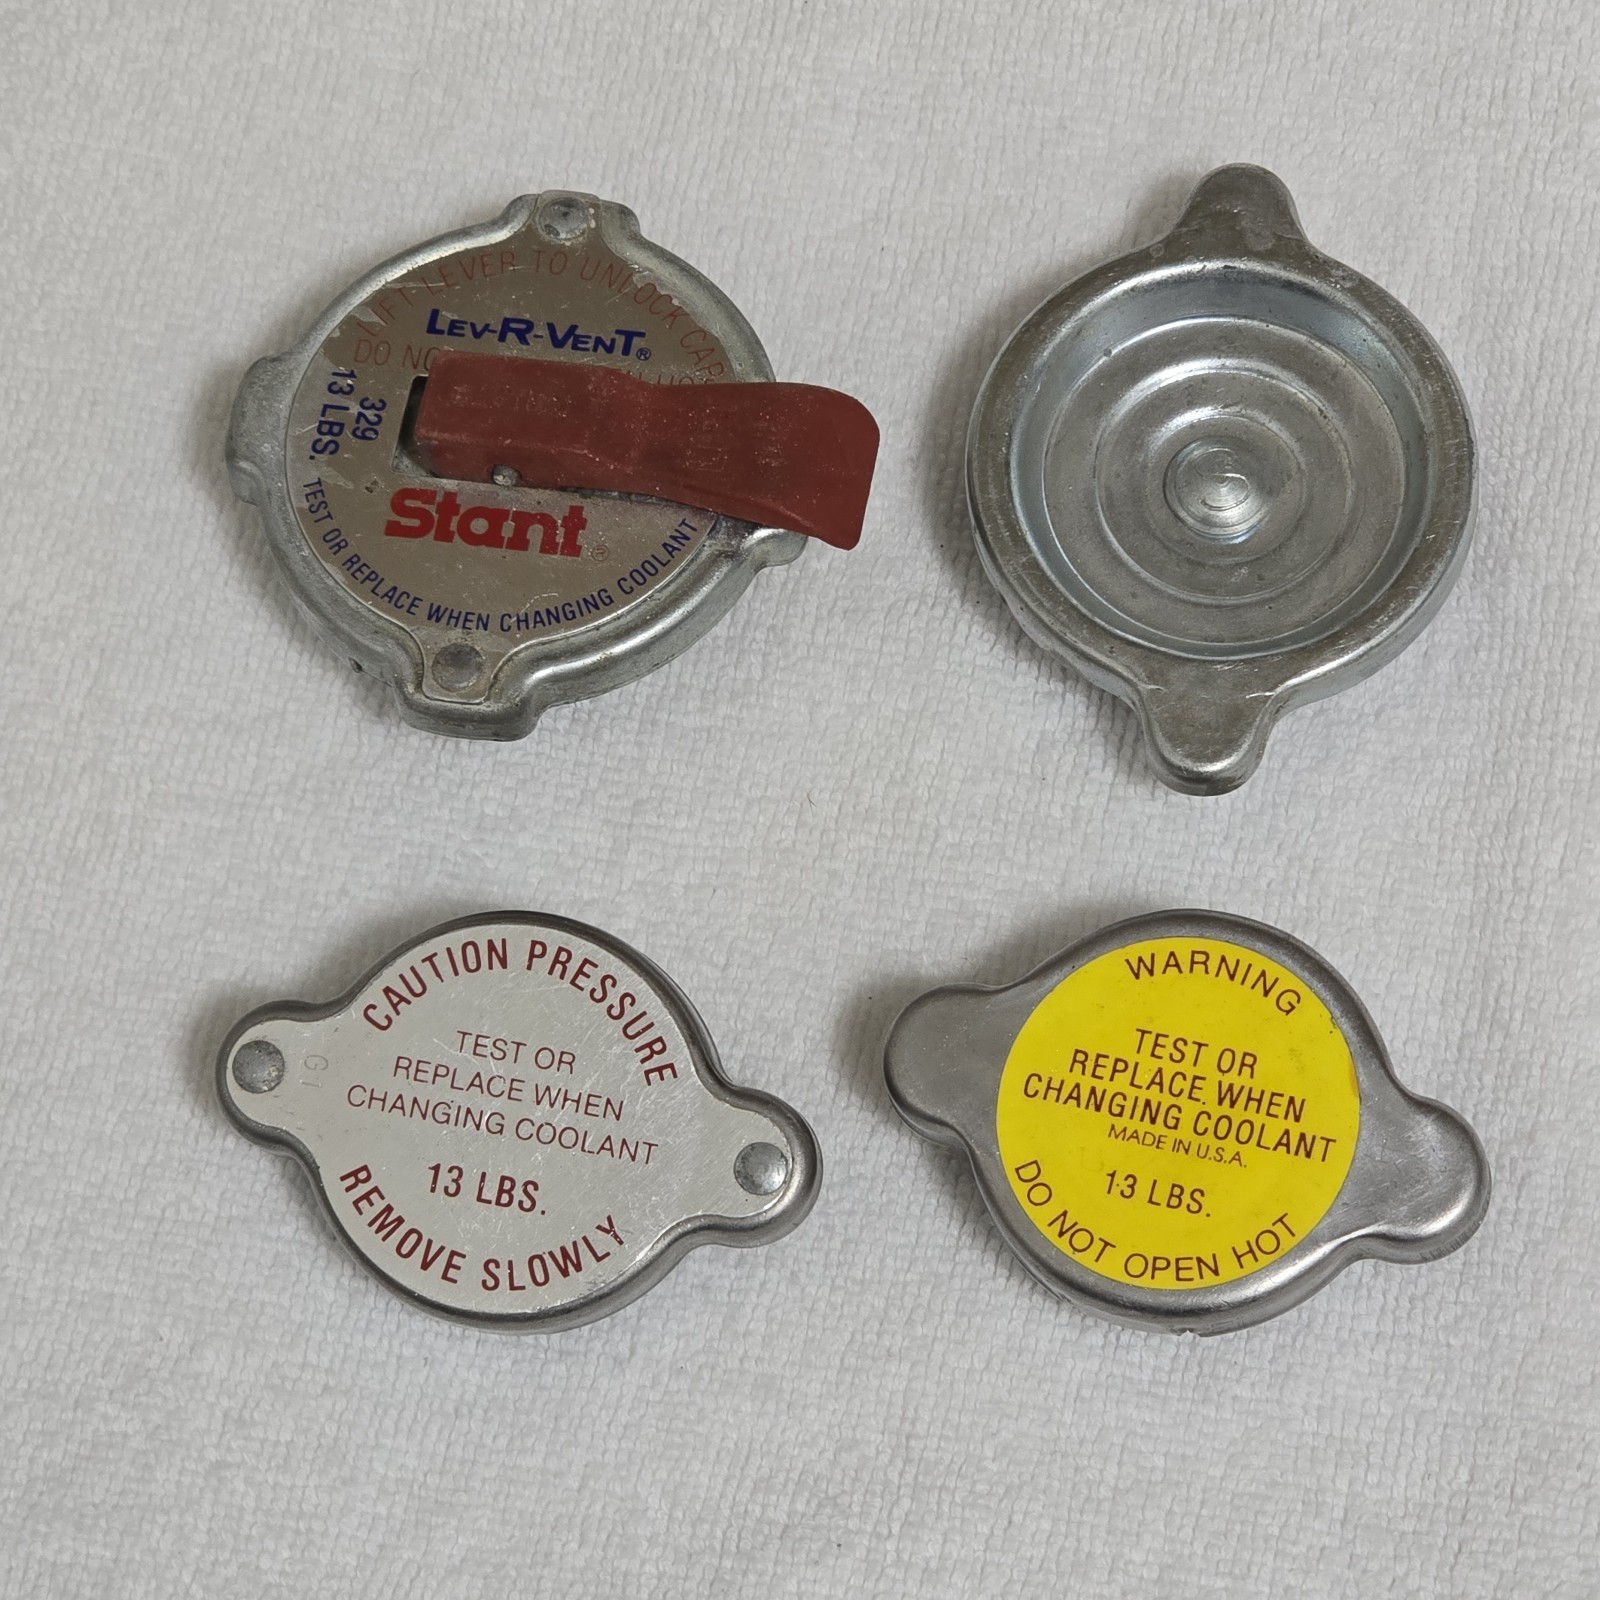 LIFT LEVER TO UNLOCK CAP
LEV-R-VENT®
DO NOT
329
13 LBS.
Stant®
TEST OR REPLACE WHEN CHANGING COOLANT
CAUTION PRESSURE
TEST OR
REPLACE WHEN
CHANGING COOLANT
13 LBS.
REMOVE SLOWLY
WARNING
TEST OR
REPLACE WHEN
CHANGING COOLANT
MADE IN U.S.A.
13 LBS.
DO NOT OPEN HOT